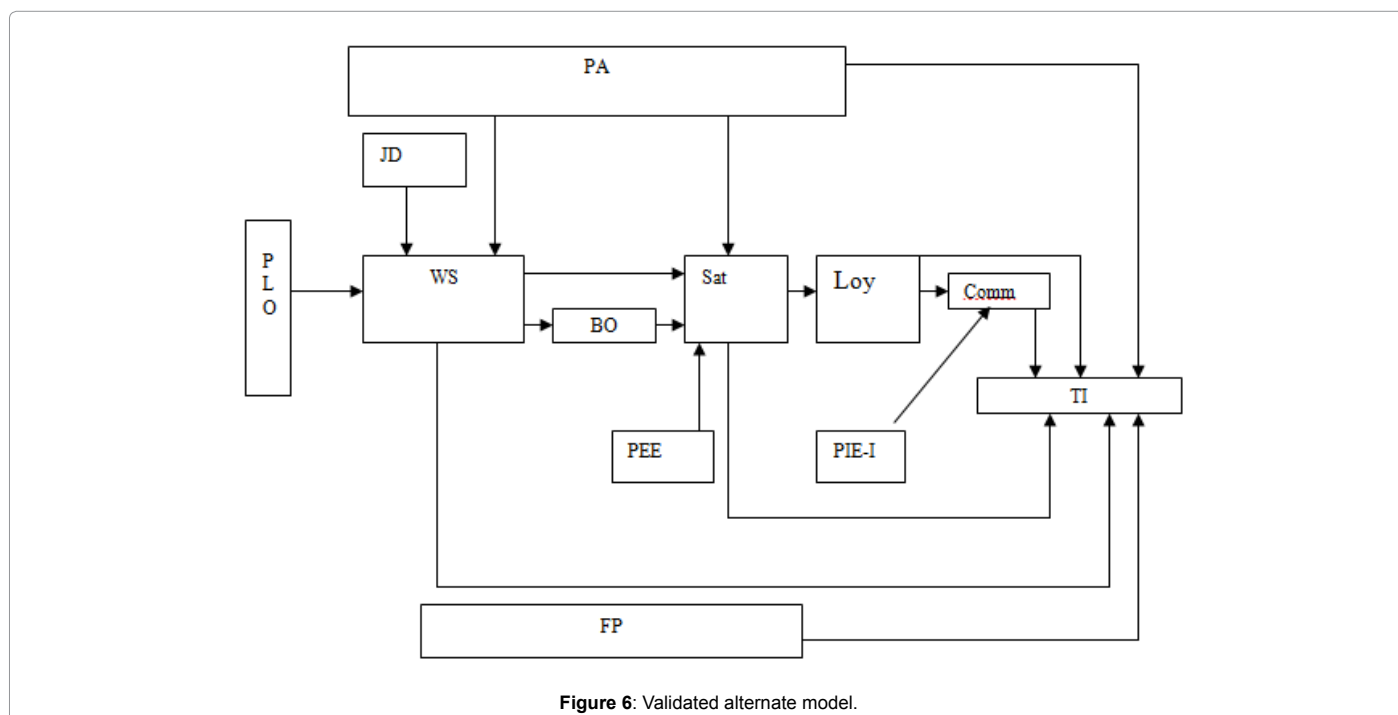 PA
JD
P
L
O
WS
Sat
Loy
Comm
BO
TI
PEE
PIE-I
FP
Figure 6: Validated alternate model.